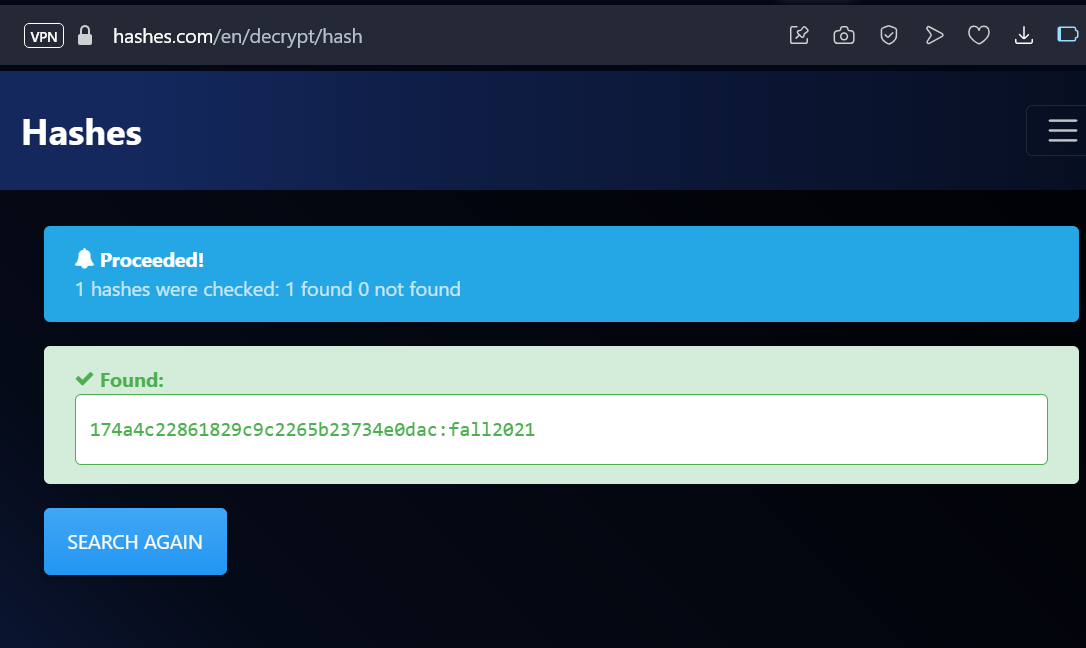 VPN hashes.com/en/decrypt/hash
Hashes
Proceeded!
1 hashes were checked: 1 found 0 not found
Found:
174a4c22861829c9c2265b23734e0dac:fall2021
SEARCH AGAIN